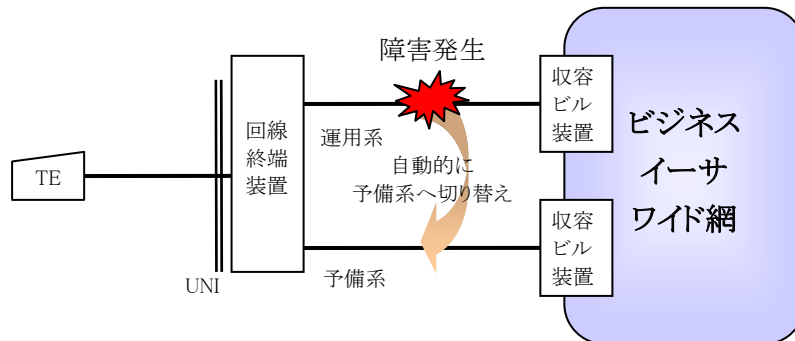 障害発生
収容
ビル
装置
回線
終端
装置
運用系
ビジネス
イーサ
ワイド網
TE
自動的に
予備系へ切り替え
収容
ビル
装置
予備系
UNI